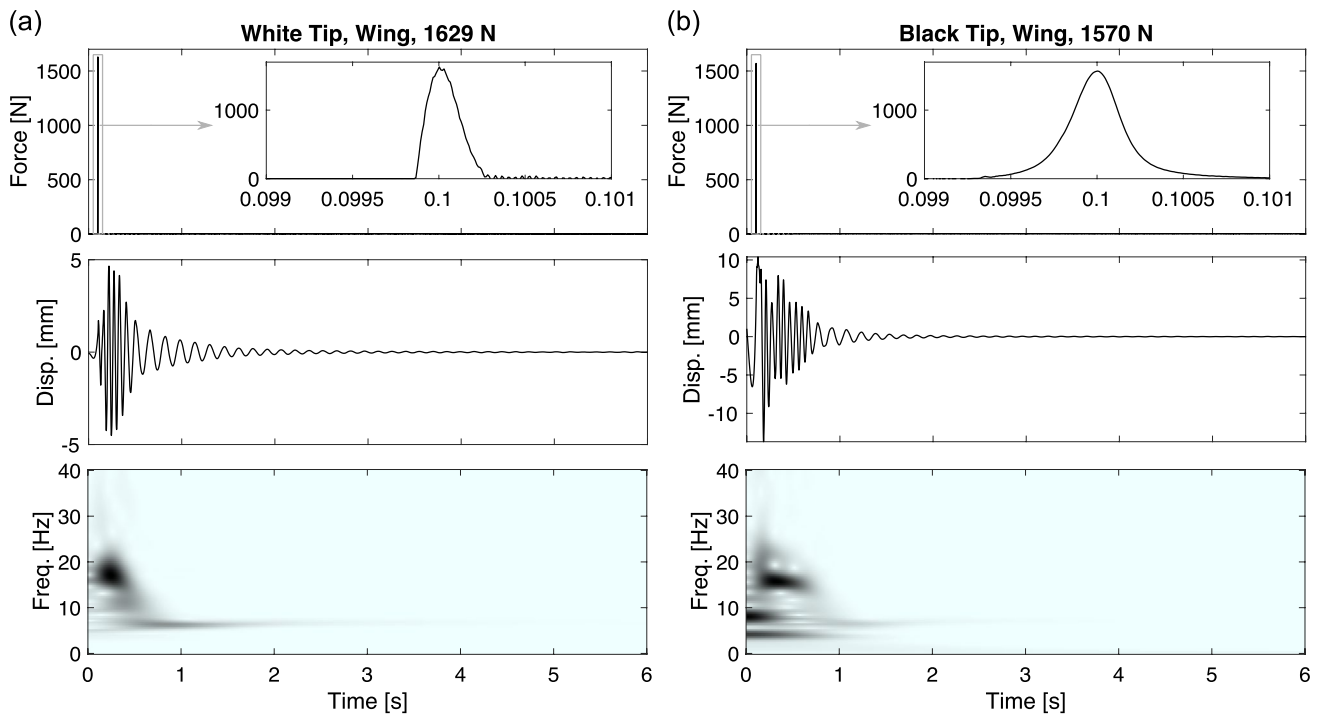 (a)
White Tip, Wing, 1629 N
Force [N]
1500
1000
500
0
1000
0
0.099 0.0995 0.1 0.1005 0.101
Disp. [mm]
5
0
-5
Freq. [Hz]
40
30
20
10
0
0 1 2 3 4 5 6
Time [s]
(b)
Black Tip, Wing, 1570 N
Force [N]
1500
1000
500
0
1000
0
0.099 0.0995 0.1 0.1005 0.101
Disp. [mm]
10
5
0
-5
-10
Freq. [Hz]
40
30
20
10
0
0 1 2 3 4 5 6
Time [s]